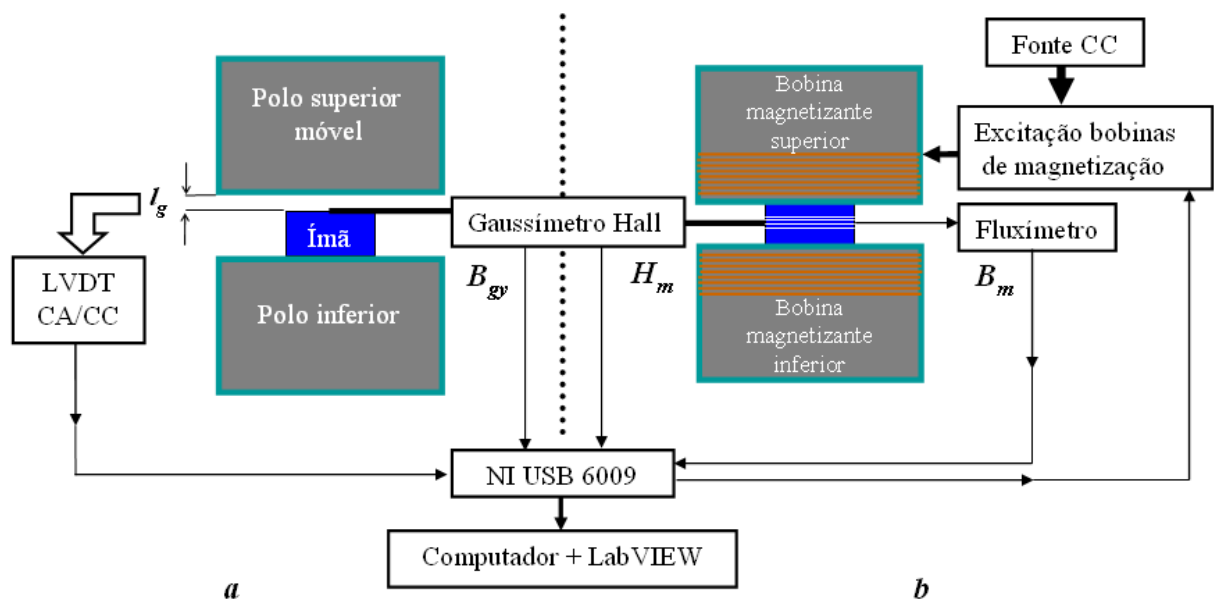 Fonte CC
Polo superior
móvel
Bobina
magnetizante
superior
Excitação bobinas
de magnetização
l_g
Ímã
Gaussímetro Hall
Fluxímetro
LVDT
CA/CC
Polo inferior
B_gy
H_m
B_m
Bobina
magnetizante
inferior
NI USB 6009
Computador + LabVIEW
a
b